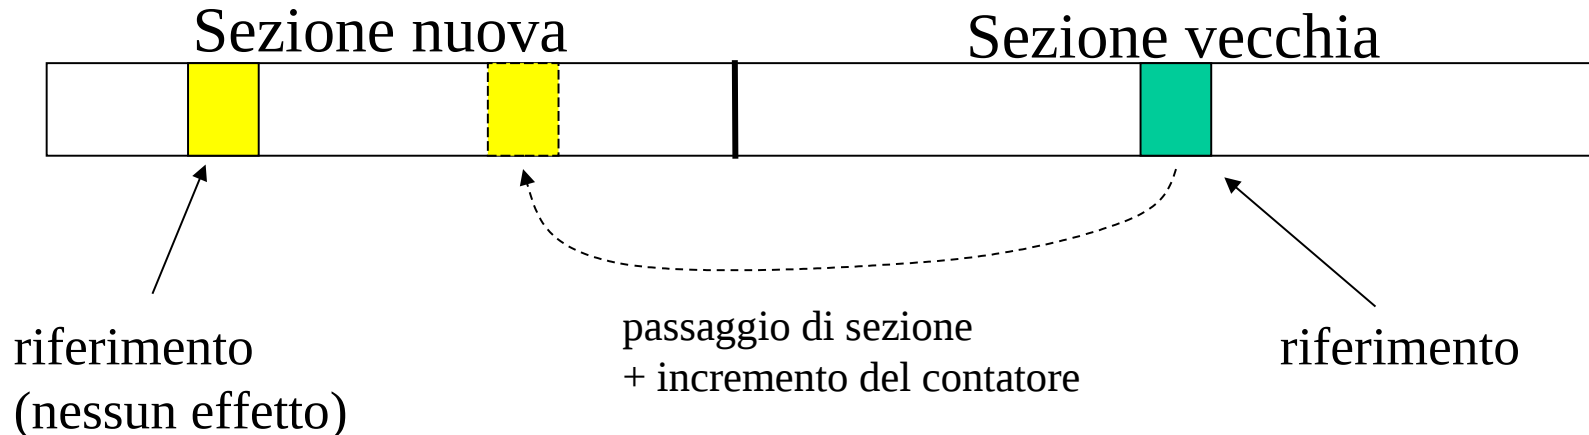 Sezione nuova
Sezione vecchia
riferimento
(nessun effetto)
passaggio di sezione
+ incremento del contatore
riferimento